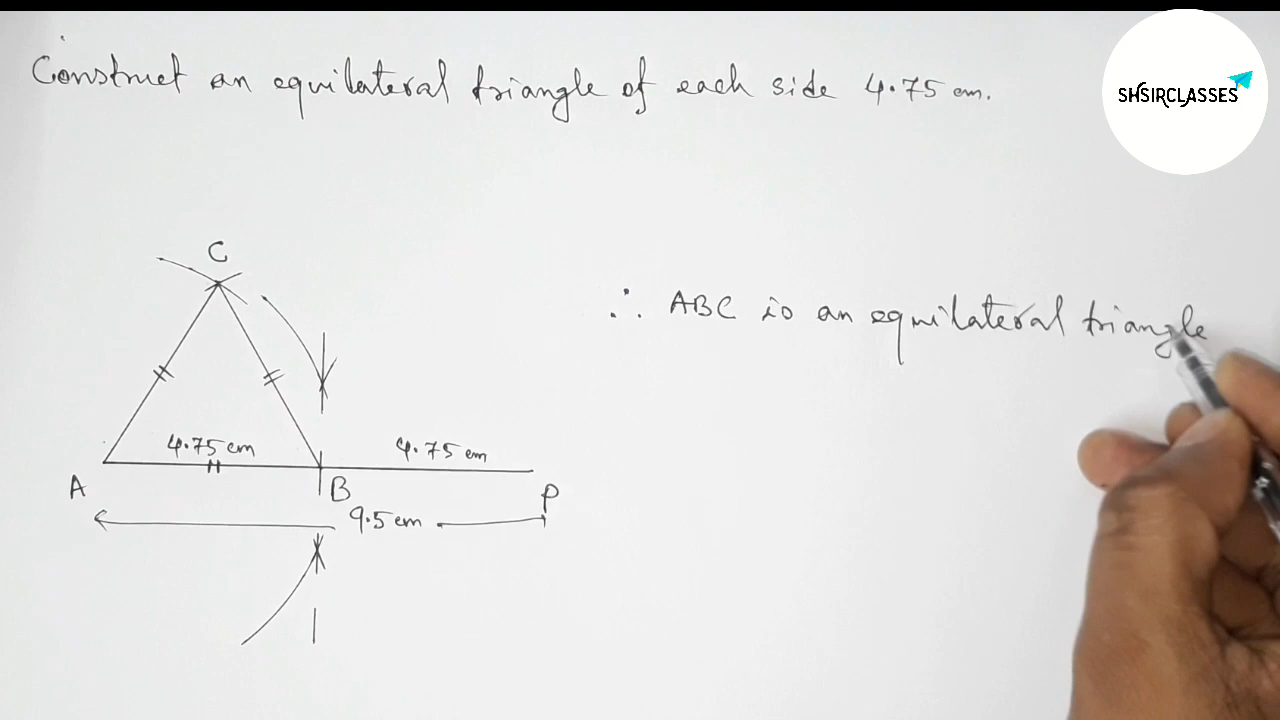 Construct an equilateral triangle of each side 4.75 cm.
SHSIRCLASSES
C
∴ ABC is an equilateral triangle
4.75 cm
4.75 cm
A
B
P
9.5 cm